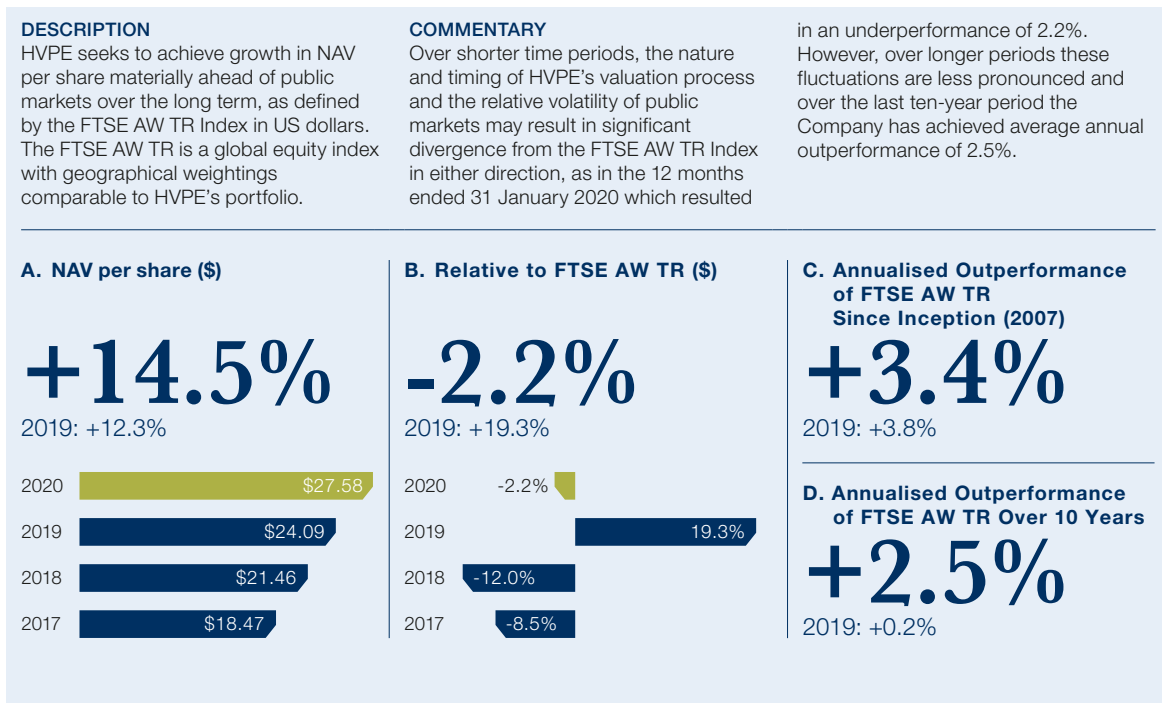 DESCRIPTION
HVPE seeks to achieve growth in NAV
per share materially ahead of public
markets over the long term, as defined
by the FTSE AW TR Index in US dollars.
The FTSE AW TR is a global equity index
with geographical weightings
comparable to HVPE's portfolio.
COMMENTARY
Over shorter time periods, the nature
and timing of HVPE's valuation process
and the relative volatility of public
markets may result in significant
divergence from the FTSE AW TR Index
in either direction, as in the 12 months
ended 31 January 2020 which resulted
in an underperformance of 2.2%.
However, over longer periods these
fluctuations are less pronounced and
over the last ten-year period the
Company has achieved average annual
outperformance of 2.5%.
A. NAV per share ($)
+14.5%
2019: +12.3%
2020 $27.58
2019 $24.09
2018 $21.46
2017 $18.47
B. Relative to FTSE AW TR ($)
-2.2%
2019: +19.3%
2020 -2.2%
2019 19.3%
2018 -12.0%
2017 -8.5%
C. Annualised Outperformance
of FTSE AW TR
Since Inception (2007)
+3.4%
2019: +3.8%
D. Annualised Outperformance
of FTSE AW TR Over 10 Years
+2.5%
2019: +0.2%